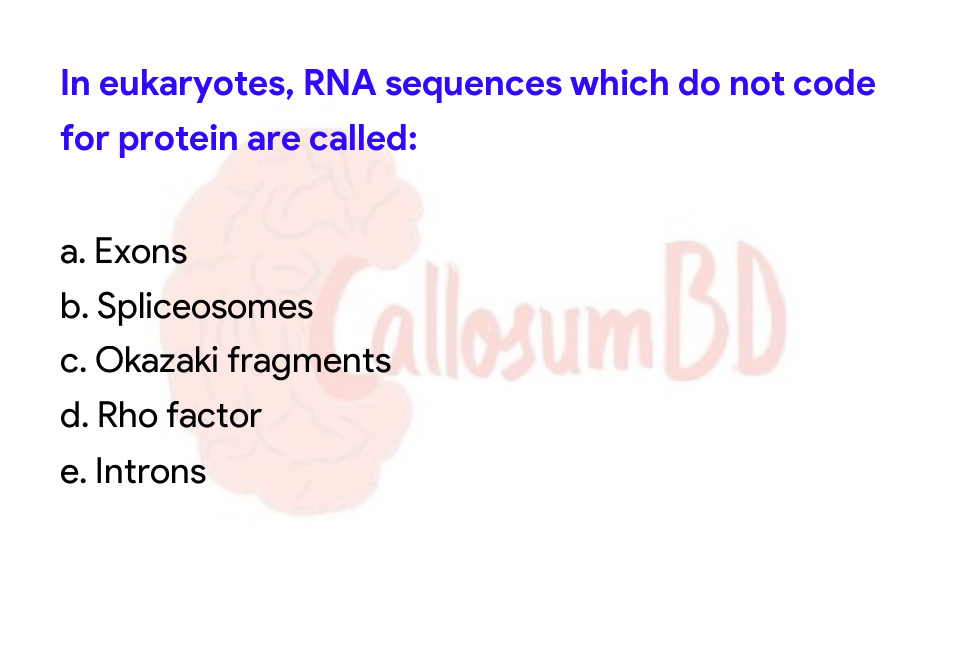 In eukaryotes, RNA sequences which do not code
for protein are called:
a. Exons
b. Spliceosomes
CallosumBD
c. Okazaki fragments
d. Rho factor
e. Introns